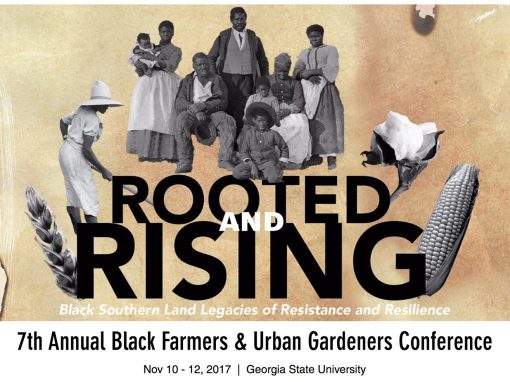 ROOTED
AND
RISING
Black Southern Land Legacies of Resistance and Resilience
7th Annual Black Farmers & Urban Gardeners Conference
Nov 10 - 12, 2017 | Georgia State University